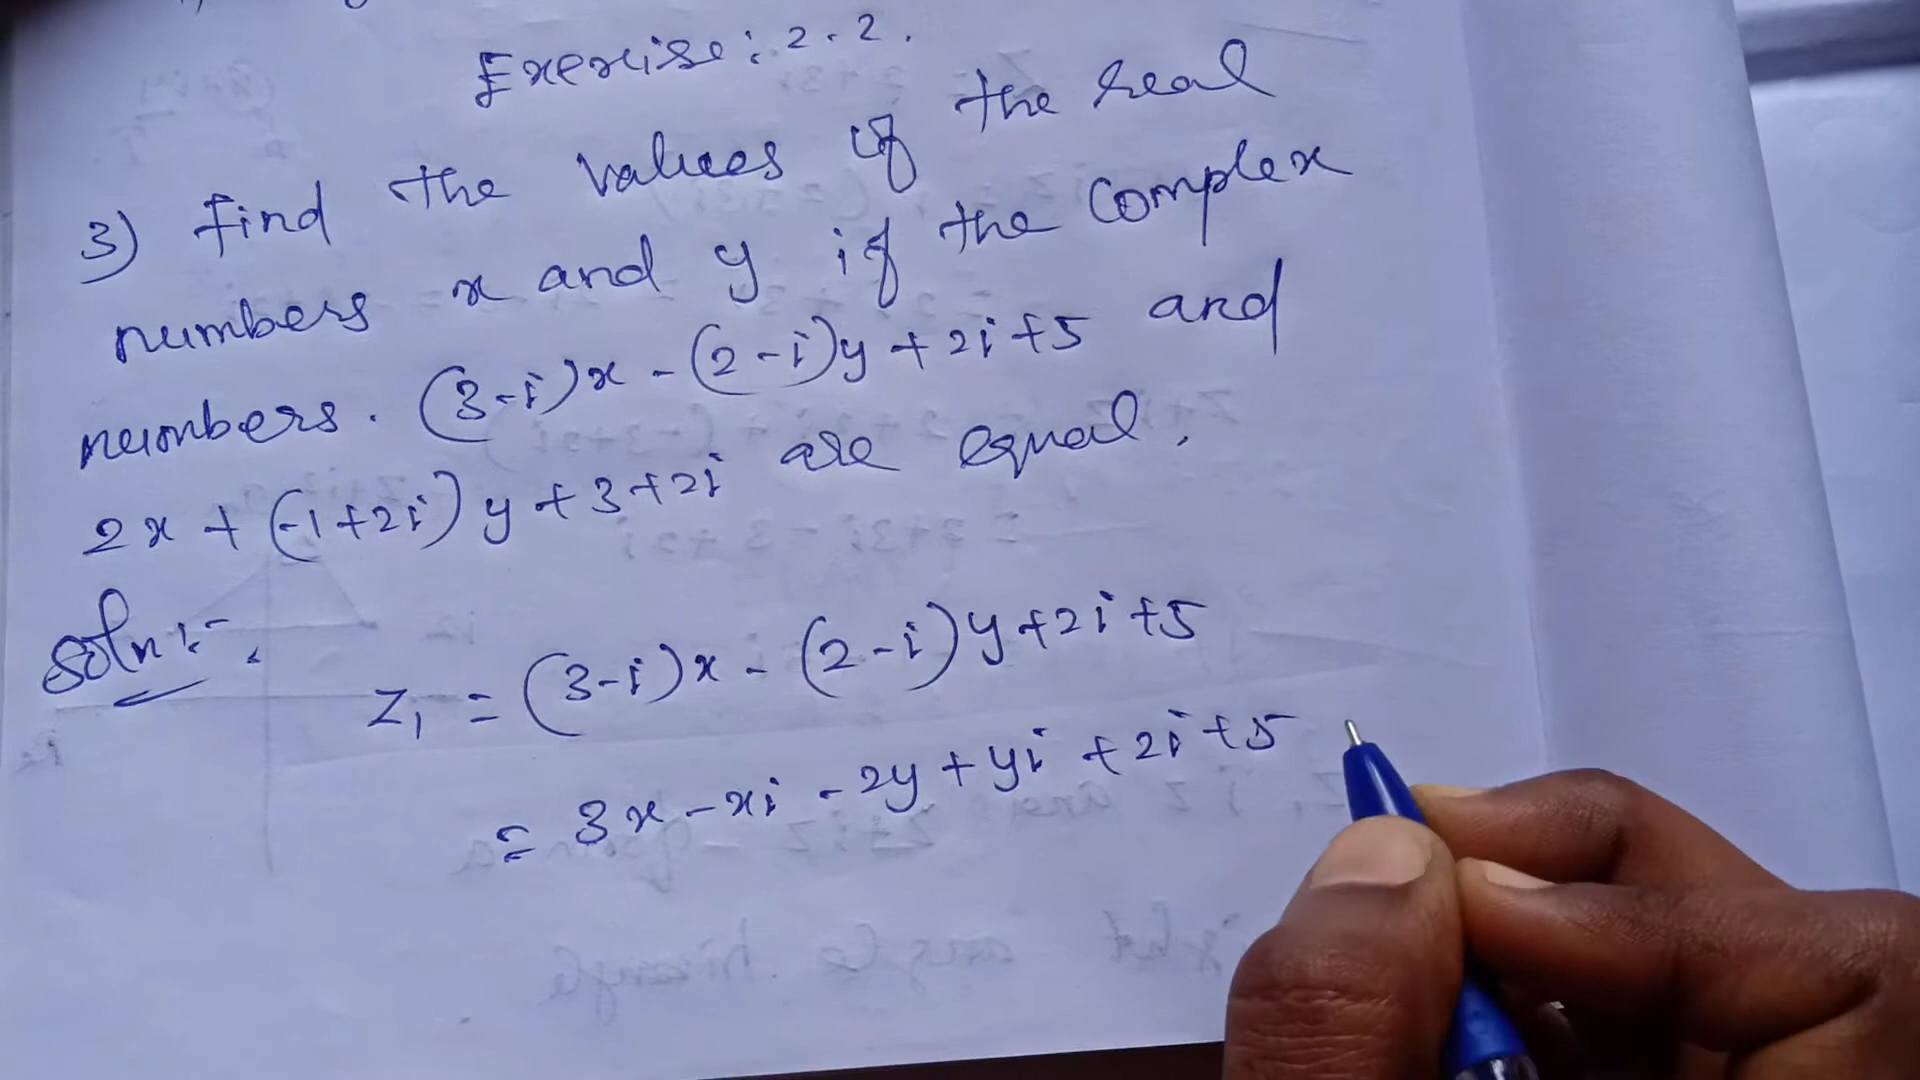 Exercise: 2.2.
3) find the values of the real
numbers x and y if the complex
numbers. (3-i)x - (2-i)y + 2i + 5 and
2x + (-1+2i)y + 3 + 2i are equal.
Soln:-
Z₁ = (3-i)x - (2-i)y + 2i + 5
= 3x - xi - 2y + yi + 2i + 5